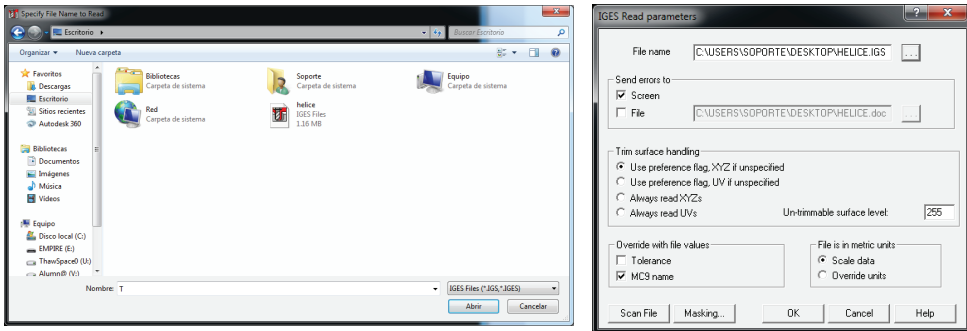 Specify File Name to Read
Escritorio
Buscar Escritorio
Organizar Nueva carpeta
Favoritos
Descargas
Escritorio
Sitios recientes
Autodesk 360
Bibliotecas
Documentos
Imágenes
Música
Vídeos
Equipo
Disco local (C:)
EMPIRE (E:)
ThawSpace0 (U:)
Alumn@ (V:)
Bibliotecas
Carpeta de sistema
Soporte
Carpeta de sistema
Equipo
Carpeta de sistema
Red
Carpeta de sistema
helice
IGES Files
1.16 MB
Nombre: T
IGES Files (*.IGS,*.IGES)
Abrir Cancelar
IGES Read parameters
File name C:\USERS\SOPORTE\DESKTOP\HELICE.IGS ...
Send errors to
Screen
File C:\USERS\SOPORTE\DESKTOP\HELICE.doc ...
Trim surface handling
Use preference flag, XYZ if unspecified
Use preference flag, UV if unspecified
Always read XYZs
Always read UVs Un-trimmable surface level: 255
Override with file values
Tolerance
MC9 name
File is in metric units
Scale data
Override units
Scan File Masking... OK Cancel Help